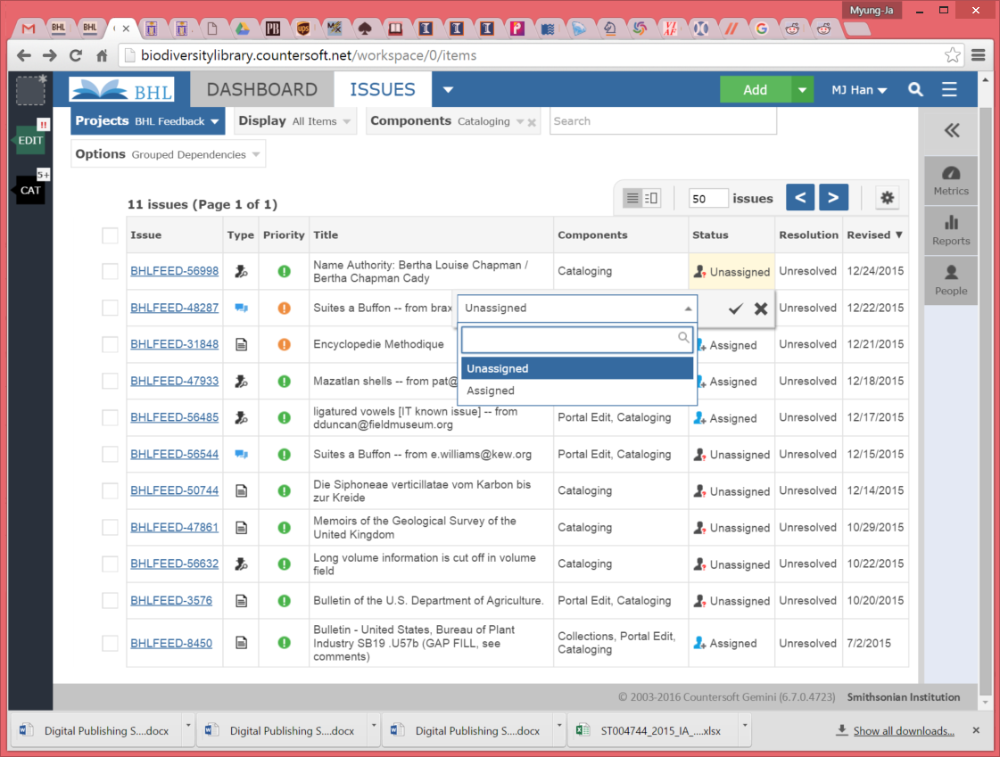 Myung-Ja
BHL
BHL
biodiversitylibrary.countersoft.net/workspace/0/items
BHL
DASHBOARD
ISSUES
Add
MJ Han
Projects BHL Feedback
Display All Items
Components Cataloging
Search
!!
EDIT
Options Grouped Dependencies
5+
CAT
Metrics
Reports
People
11 issues (Page 1 of 1)
50 issues
< >
Issue Type Priority Title Components Status Resolution Revised ▼
BHLFEED-56998 Name Authority: Bertha Louise Chapman / Cataloging Unassigned Unresolved 12/24/2015
Bertha Chapman Cady
BHLFEED-48287 Suites a Buffon -- from brax Unassigned Unresolved 12/22/2015
BHLFEED-31848 Encyclopedie Methodique Assigned Unresolved 12/21/2015
Unassigned
Assigned
BHLFEED-47933 Mazatlan shells -- from pat@ Assigned Unresolved 12/18/2015
BHLFEED-56485 ligatured vowels [IT known issue] -- from Portal Edit, Cataloging Assigned Unresolved 12/17/2015
dduncan@fieldmuseum.org
BHLFEED-56544 Suites a Buffon -- from e.williams@kew.org Portal Edit, Cataloging Unassigned Unresolved 12/15/2015
BHLFEED-50744 Die Siphoneae verticillatae vom Karbon bis Cataloging Unassigned Unresolved 12/14/2015
zur Kreide
BHLFEED-47861 Memoirs of the Geological Survey of the Cataloging Unassigned Unresolved 10/29/2015
United Kingdom
BHLFEED-56632 Long volume information is cut off in volume Cataloging Unassigned Unresolved 10/22/2015
field
BHLFEED-3576 Bulletin of the U.S. Department of Agriculture. Portal Edit, Cataloging Unassigned Unresolved 10/20/2015
BHLFEED-8450 Bulletin - United States, Bureau of Plant Collections, Portal Edit, Assigned Unresolved 7/2/2015
Industry SB19 .U57b (GAP FILL, see Cataloging
comments)
© 2003-2016 Countersoft Gemini (6.7.0.4723) Smithsonian Institution
Digital Publishing S....docx
Digital Publishing S....docx
Digital Publishing S....docx
ST004744_2015_IA_....xlsx
Show all downloads...